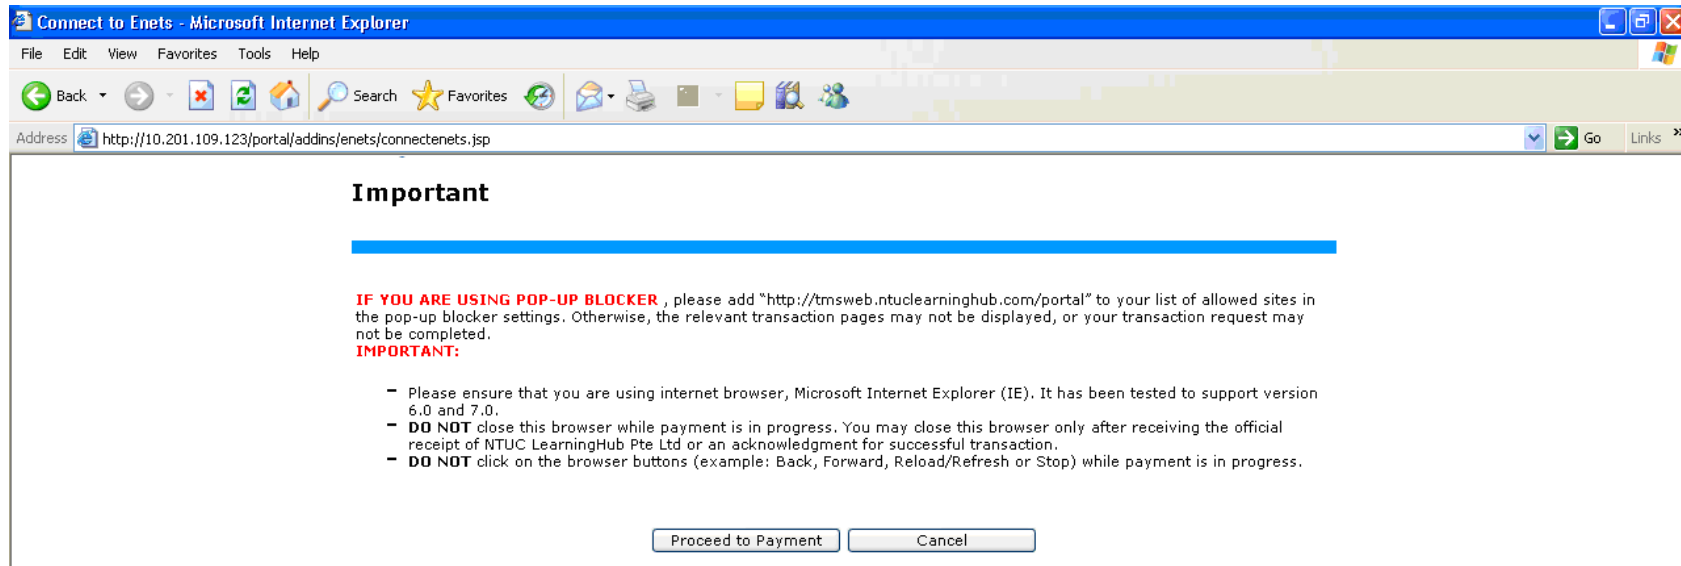 Connect to Enets - Microsoft Internet Explorer
File Edit View Favorites Tools Help
Back Search Favorites
Address http://10.201.109.123/portal/addins/enets/connectenets.jsp Go Links »
Important
IF YOU ARE USING POP-UP BLOCKER , please add "http://tmsweb.ntuclearninghub.com/portal" to your list of allowed sites in
the pop-up blocker settings. Otherwise, the relevant transaction pages may not be displayed, or your transaction request may
not be completed.
IMPORTANT:
– Please ensure that you are using internet browser, Microsoft Internet Explorer (IE). It has been tested to support version
6.0 and 7.0.
– DO NOT close this browser while payment is in progress. You may close this browser only after receiving the official
receipt of NTUC LearningHub Pte Ltd or an acknowledgment for successful transaction.
– DO NOT click on the browser buttons (example: Back, Forward, Reload/Refresh or Stop) while payment is in progress.
Proceed to Payment Cancel